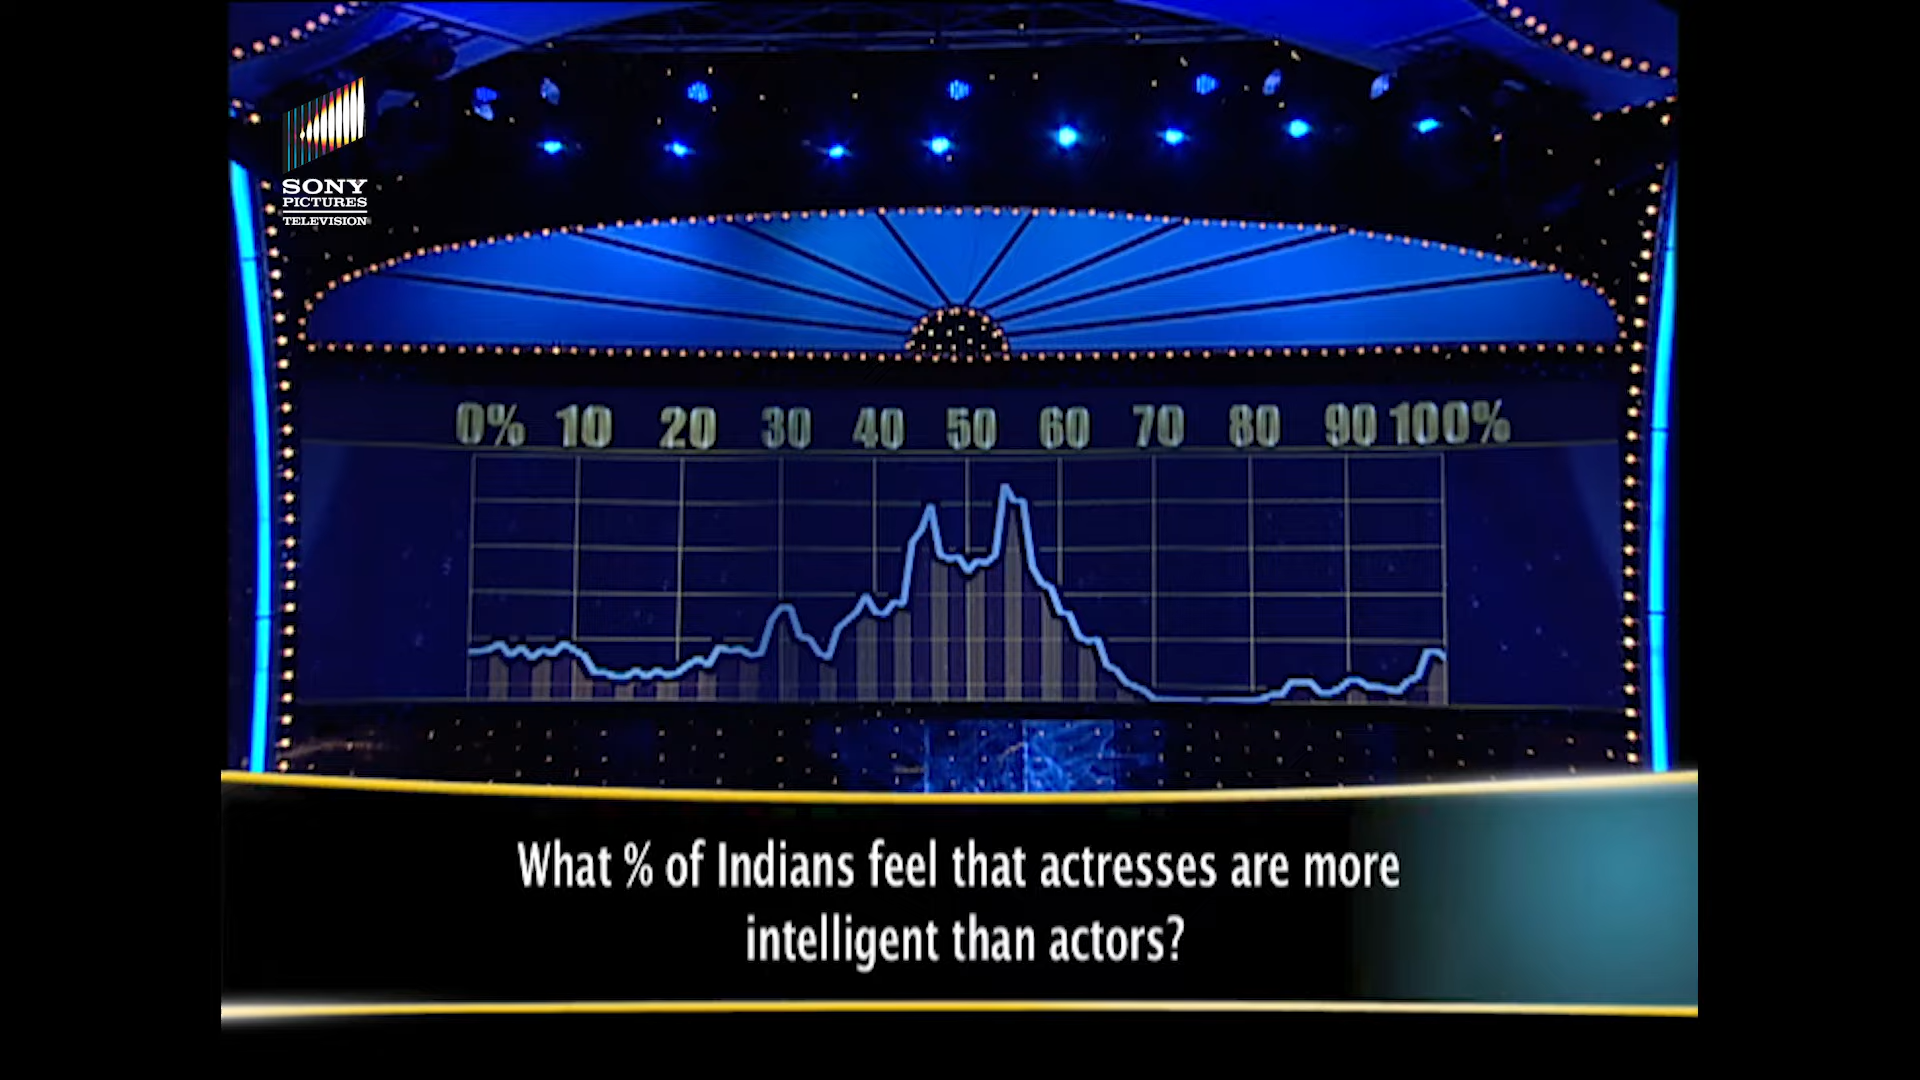 SONY
PICTURES
TELEVISION
0% 10 20 30 40 50 60 70 80 90 100%
What % of Indians feel that actresses are more
intelligent than actors?